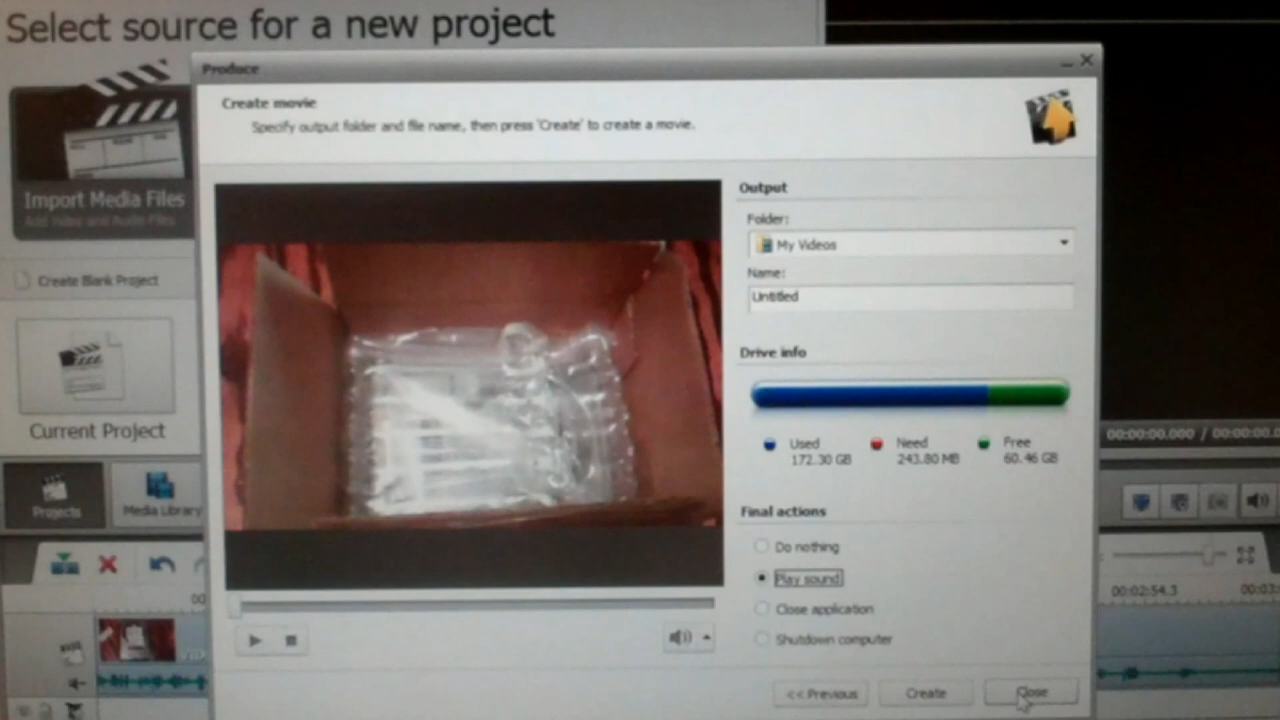 Select source for a new project
Produce
Create movie
Specify output folder and file name, then press 'Create' to create a movie.
Import Media Files
Add Video and Audio Files
Create Blank Project
Current Project
Projects
Media Library
Output
Folder:
My Videos
Name:
Untitled
Drive info
Used
172.30 GB
Need
243.80 MB
Free
60.46 GB
Final actions
Do nothing
Play sound
Close application
Shutdown computer
<< Previous
Create
Close
00:00:00.000 / 00:00:00.0
00:02:54.3
00:03:
00